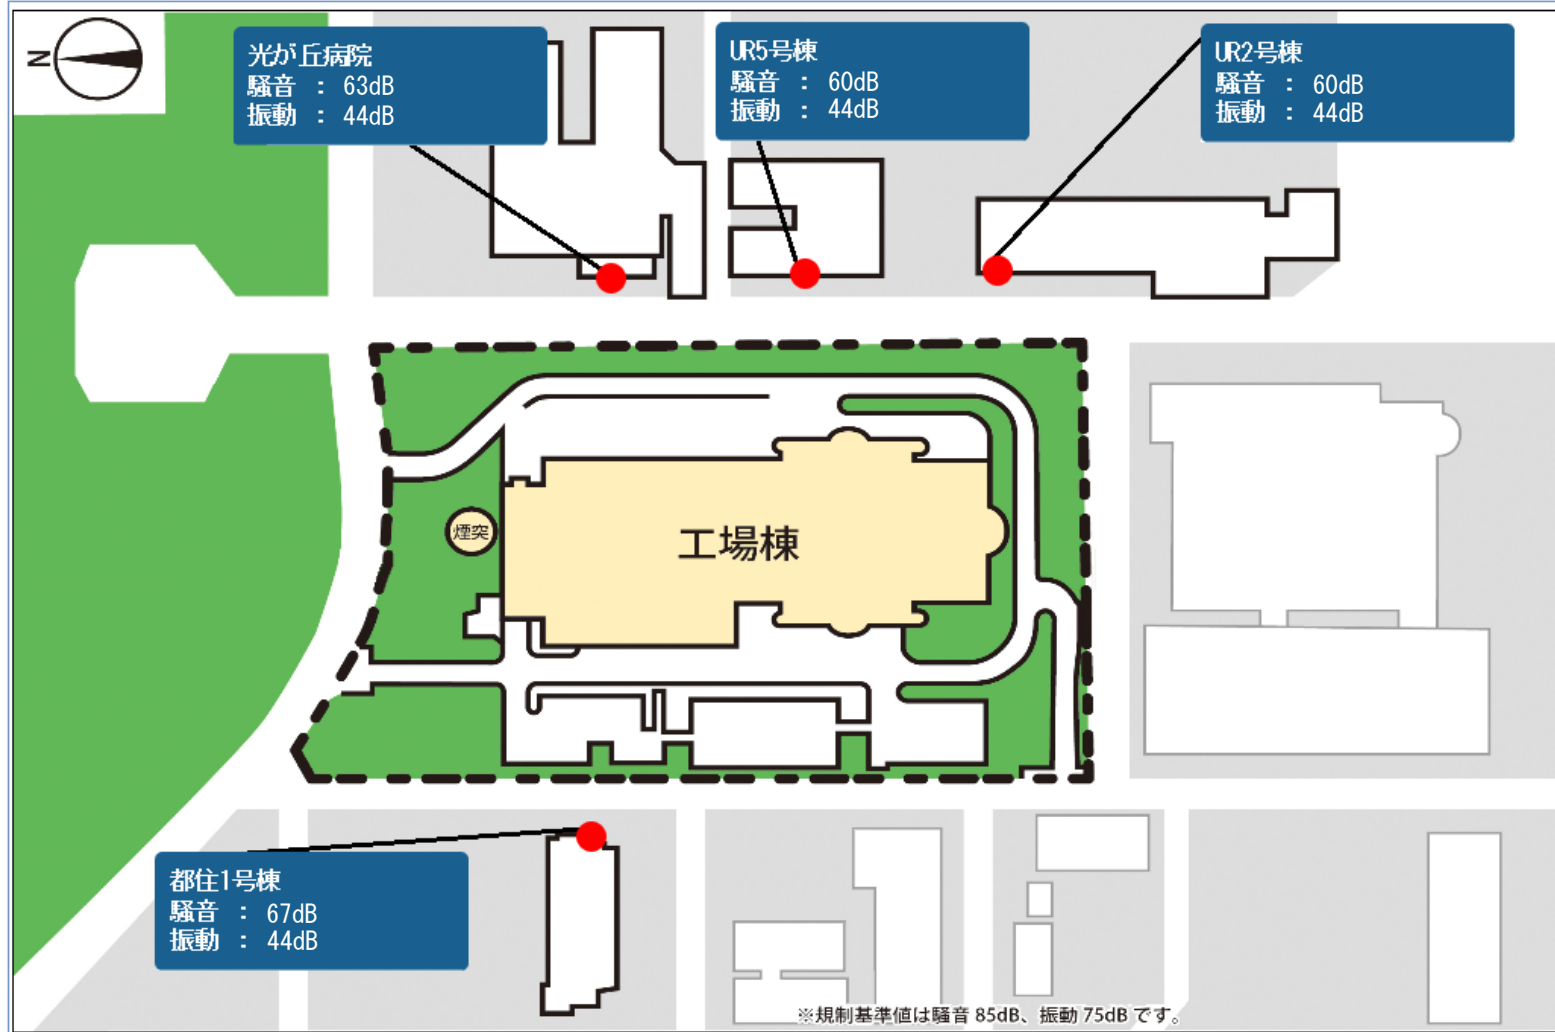 N
光が丘病院
騒音 : 63dB
振動 : 44dB
UR5号棟
騒音 : 60dB
振動 : 44dB
UR2号棟
騒音 : 60dB
振動 : 44dB
煙突
工場棟
都住1号棟
騒音 : 67dB
振動 : 44dB
※規制基準値は騒音 85dB、振動 75dB です。